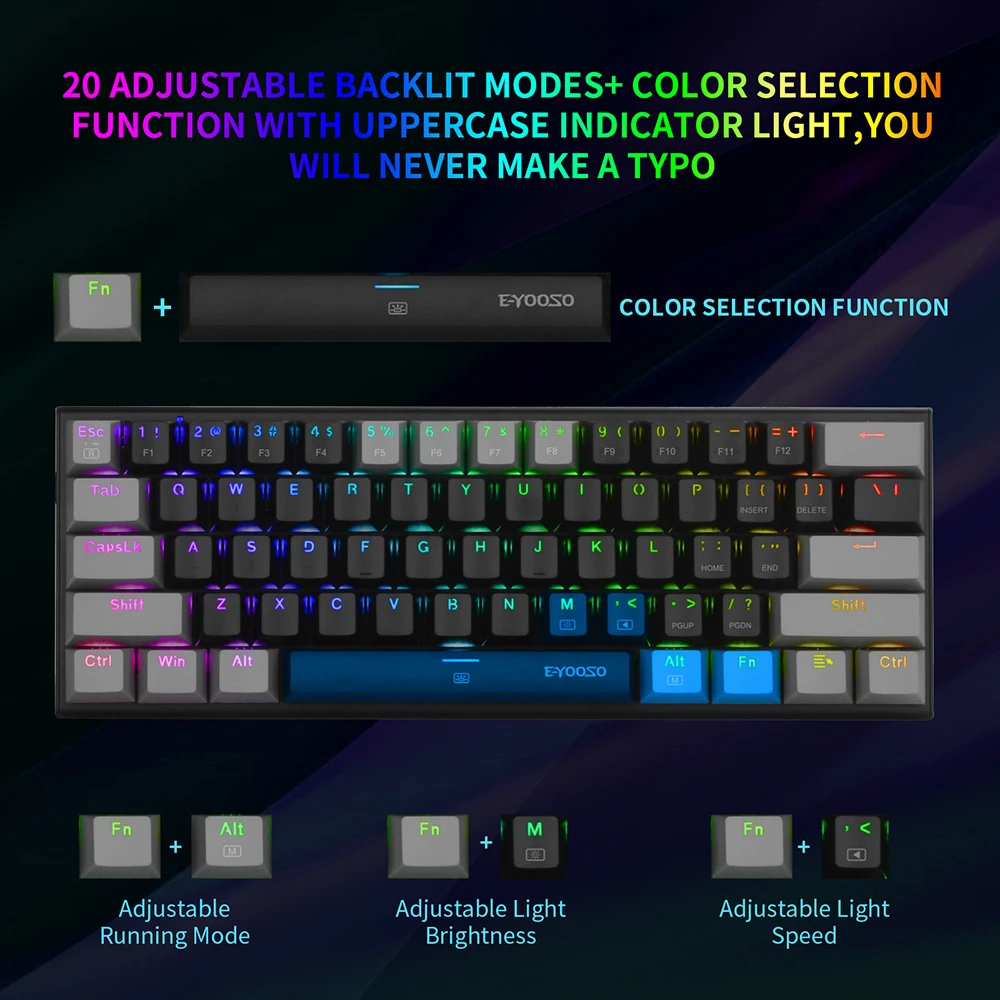 20 ADJUSTABLE BACKLIT MODES+ COLOR SELECTION
FUNCTION WITH UPPERCASE INDICATOR LIGHT,YOU
WILL NEVER MAKE A TYPO
Fn + E-YOOSO COLOR SELECTION FUNCTION
Esc R 1 ! F1 2 @ F2 3 # F3 4 $ F4 5 % F5 6 ^ F6 7 & F7 8 * F8 9 ( F9 0 ) F10 - - F11 = + F12 ←
Tab Q W E R T Y U I O P [ { INSERT ] } DELETE \ |
CapsLk A S D F G H J K L ; : HOME , ,, END
Shift Z X C V B N M , < . > PGUP / ? PGDN Shift
Ctrl Win Alt E-YOOSO Alt M Fn Ctrl
Fn + Alt M
Fn + M
Fn + , <
Adjustable
Running Mode
Adjustable Light
Brightness
Adjustable Light
Speed